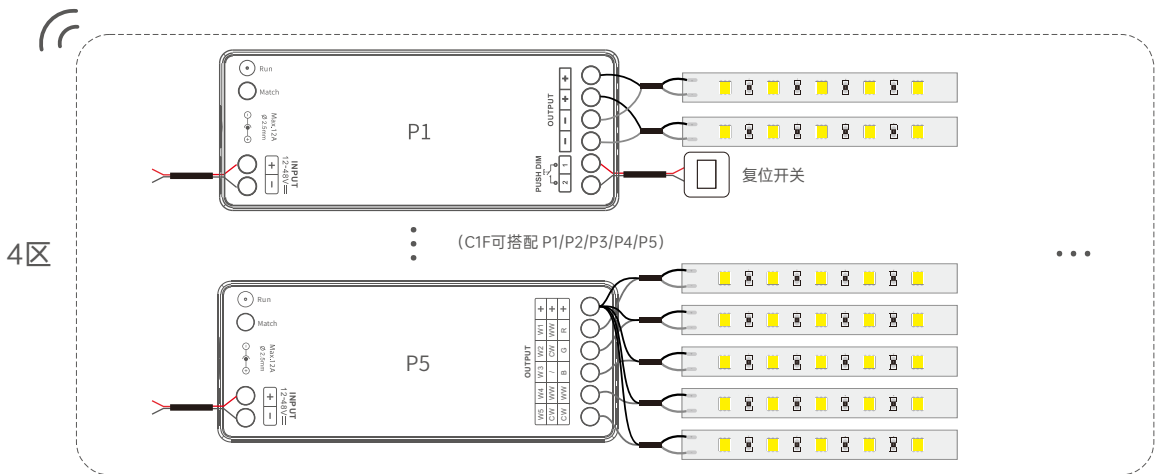 Run
Match
Max.12A
Ø 2.5mm
INPUT
12-48V
+
−
P1
OUTPUT
+
+
−
−
PUSH DIM
1
2
复位开关
4区
(C1F可搭配 P1/P2/P3/P4/P5)
Run
Match
Max.12A
Ø 2.5mm
INPUT
12-48V
+
−
P5
OUTPUT
+ + +
W1 WW R
W2 CW G
W3 / B
W4 WW WW
W5 CW CW